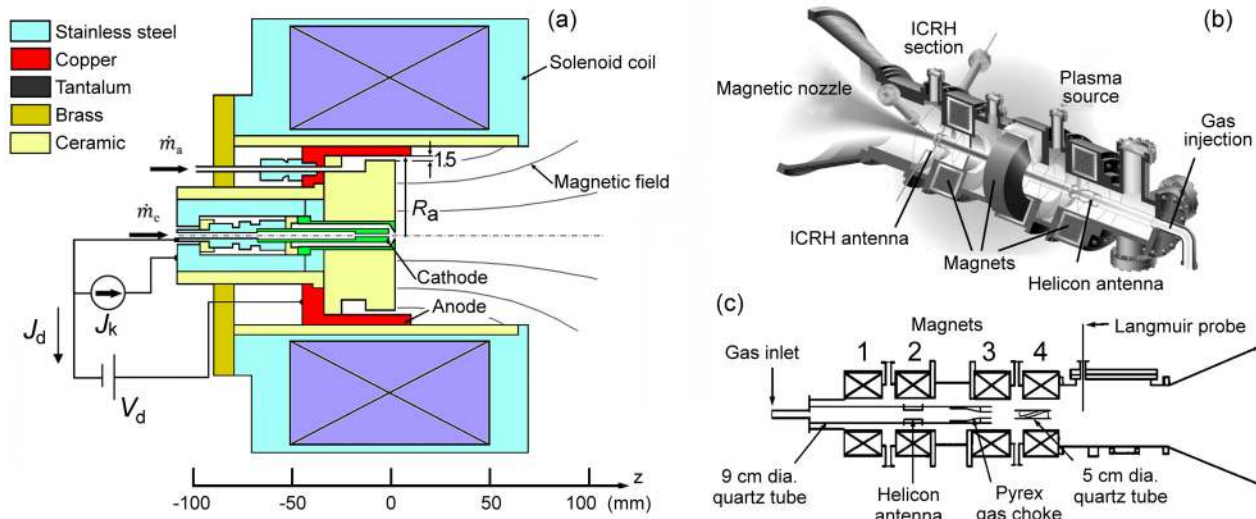 (a)
Stainless steel
Copper
Tantalum
Brass
Ceramic
ṁa
ṁc
Solenoid coil
1.5
Magnetic field
Ra
Cathode
Anode
Jd
Jk
Vd
z
-100 -50 0 50 100 (mm)
(b)
ICRH
section
Magnetic nozzle
Plasma
source
Gas
injection
ICRH antenna
Magnets
Helicon antenna
(c)
Magnets
Langmuir probe
Gas inlet
1 2 3 4
9 cm dia.
quartz tube
Helicon
antenna
Pyrex
gas choke
5 cm dia.
quartz tube